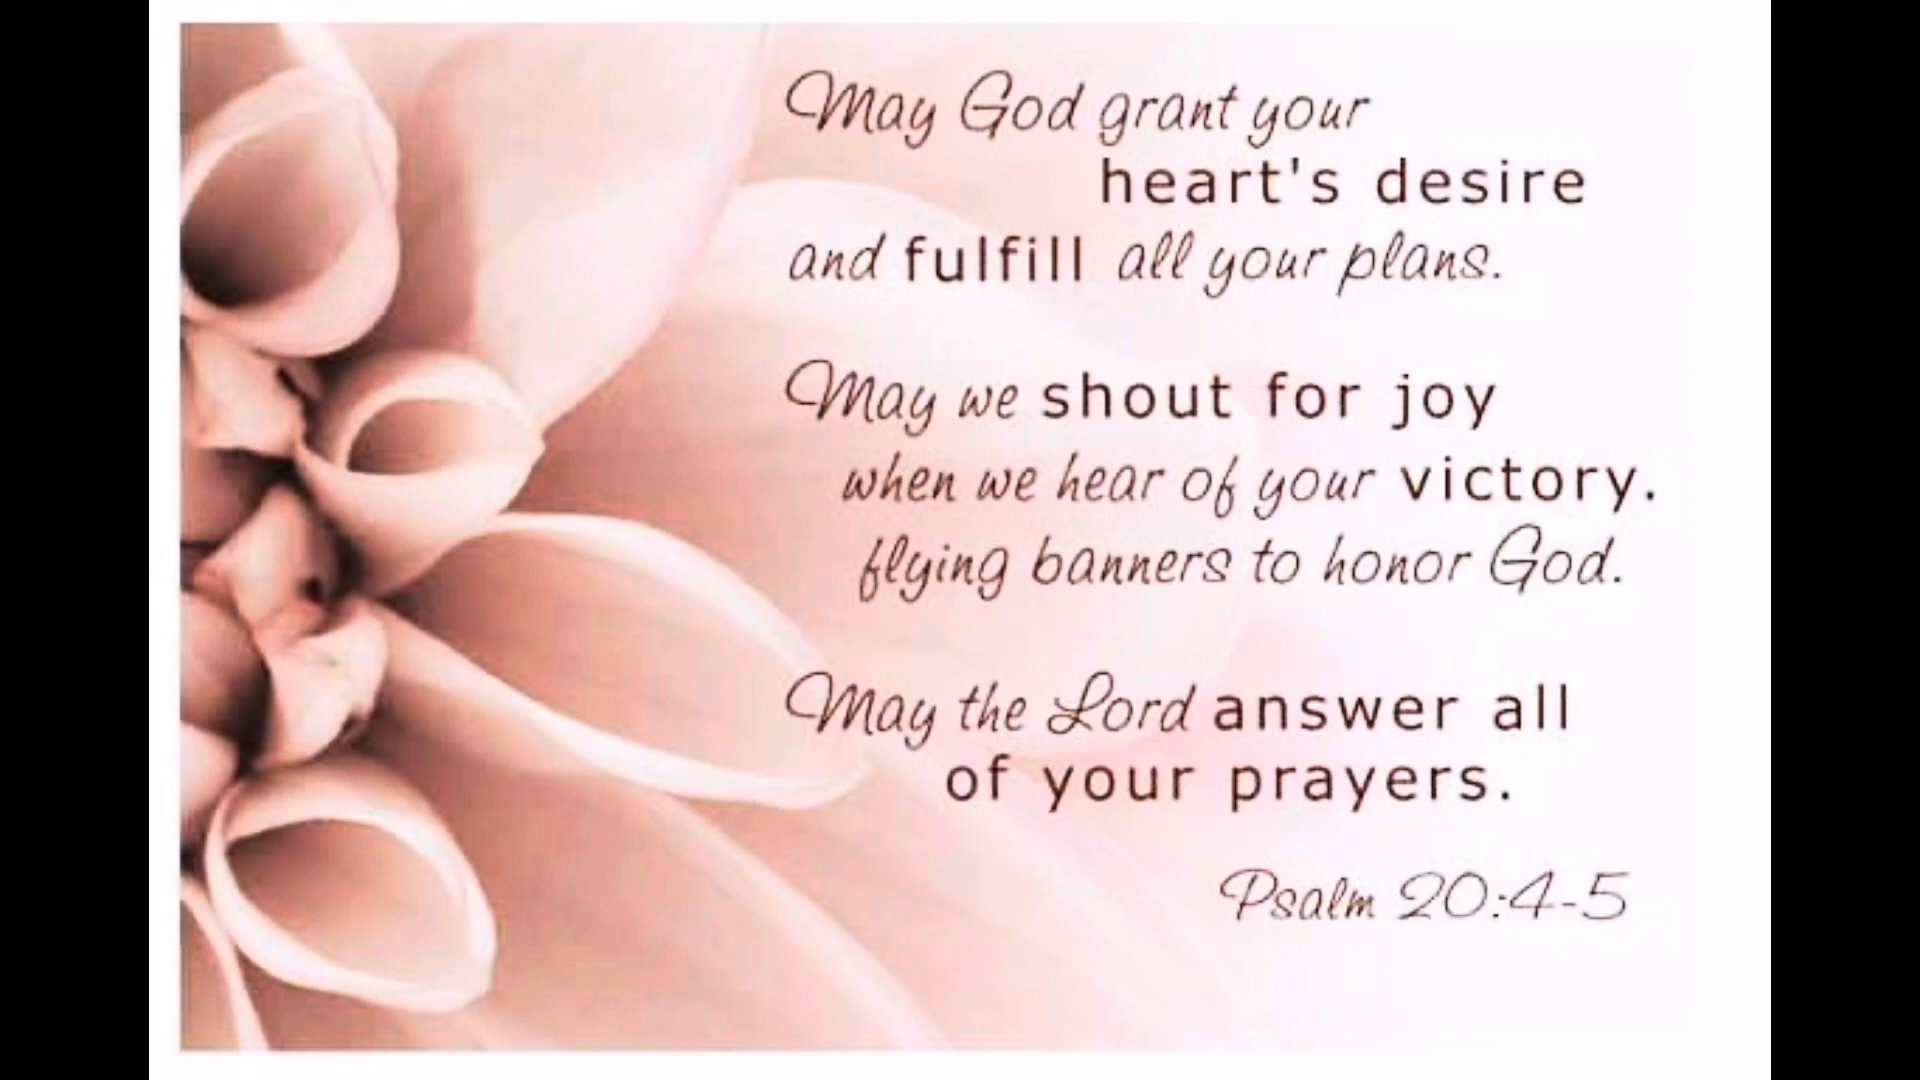 May God grant your
heart's desire
and fulfill all your plans.
May we shout for joy
when we hear of your victory.
flying banners to honor God.
May the Lord answer all
of your prayers.
Psalm 20:4-5